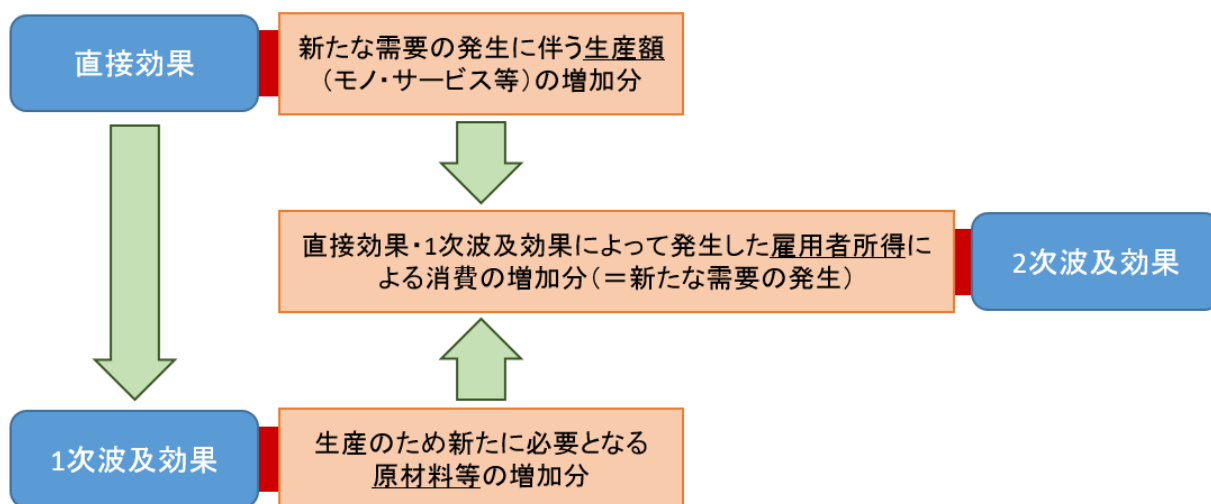 直接効果
新たな需要の発生に伴う生産額
（モノ・サービス等）の増加分
直接効果・1次波及効果によって発生した雇用者所得に
よる消費の増加分（＝新たな需要の発生）
2次波及効果
1次波及効果
生産のため新たに必要となる
原材料等の増加分